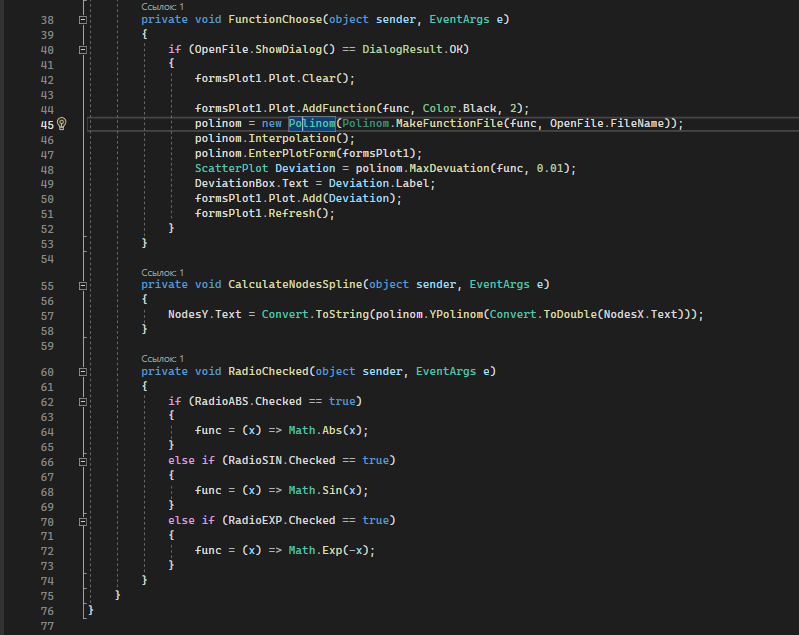 Ссылок: 1
38 private void FunctionChoose(object sender, EventArgs e)
39 {
40 if (OpenFile.ShowDialog() == DialogResult.OK)
41 {
42 formsPlot1.Plot.Clear();
43
44 formsPlot1.Plot.AddFunction(func, Color.Black, 2);
45 polinom = new Polinom(Polinom.MakeFunctionFile(func, OpenFile.FileName));
46 polinom.Interpolation();
47 polinom.EnterPlotForm(formsPlot1);
48 ScatterPlot Deviation = polinom.MaxDevuation(func, 0.01);
49 DeviationBox.Text = Deviation.Label;
50 formsPlot1.Plot.Add(Deviation);
51 formsPlot1.Refresh();
52 }
53 }
54
Ссылок: 1
55 private void CalculateNodesSpline(object sender, EventArgs e)
56 {
57 NodesY.Text = Convert.ToString(polinom.YPolinom(Convert.ToDouble(NodesX.Text)));
58 }
59
Ссылок: 1
60 private void RadioChecked(object sender, EventArgs e)
61 {
62 if (RadioABS.Checked == true)
63 {
64 func = (x) => Math.Abs(x);
65 }
66 else if (RadioSIN.Checked == true)
67 {
68 func = (x) => Math.Sin(x);
69 }
70 else if (RadioEXP.Checked == true)
71 {
72 func = (x) => Math.Exp(-x);
73 }
74 }
75 }
76 }
77